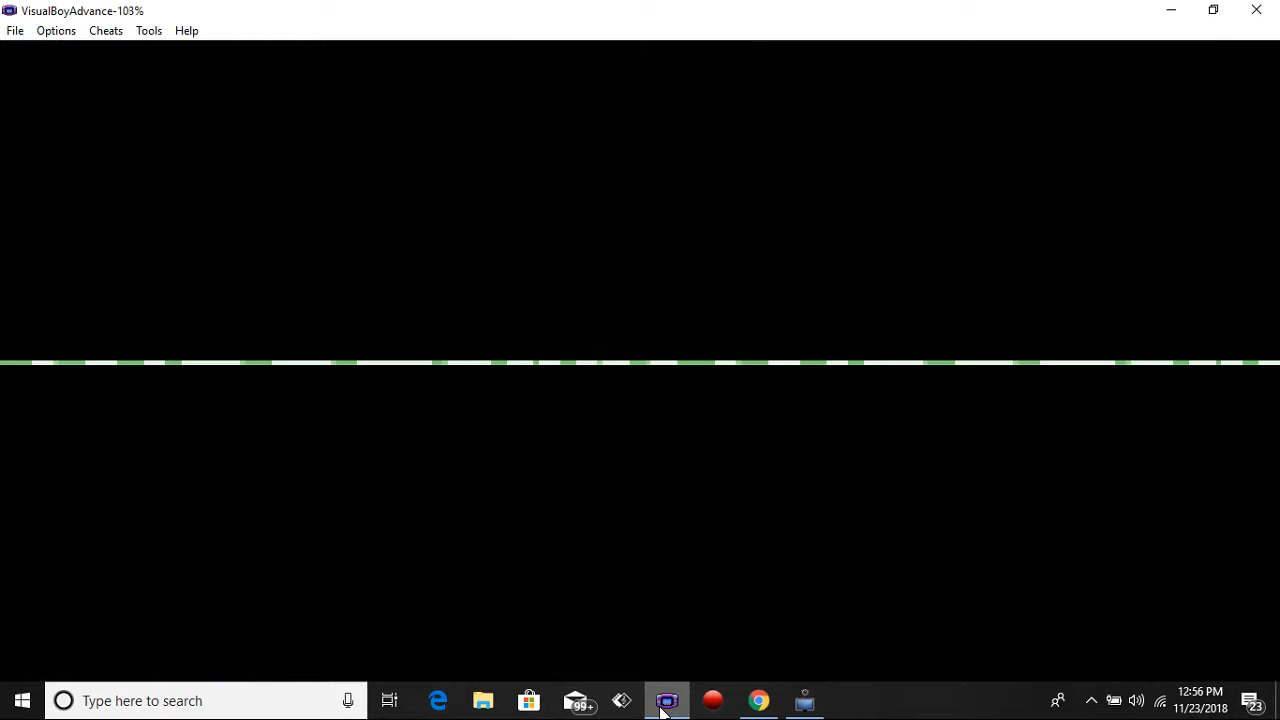 VisualBoyAdvance-103%
File Options Cheats Tools Help
Type here to search
99+
12:56 PM
11/23/2018
23